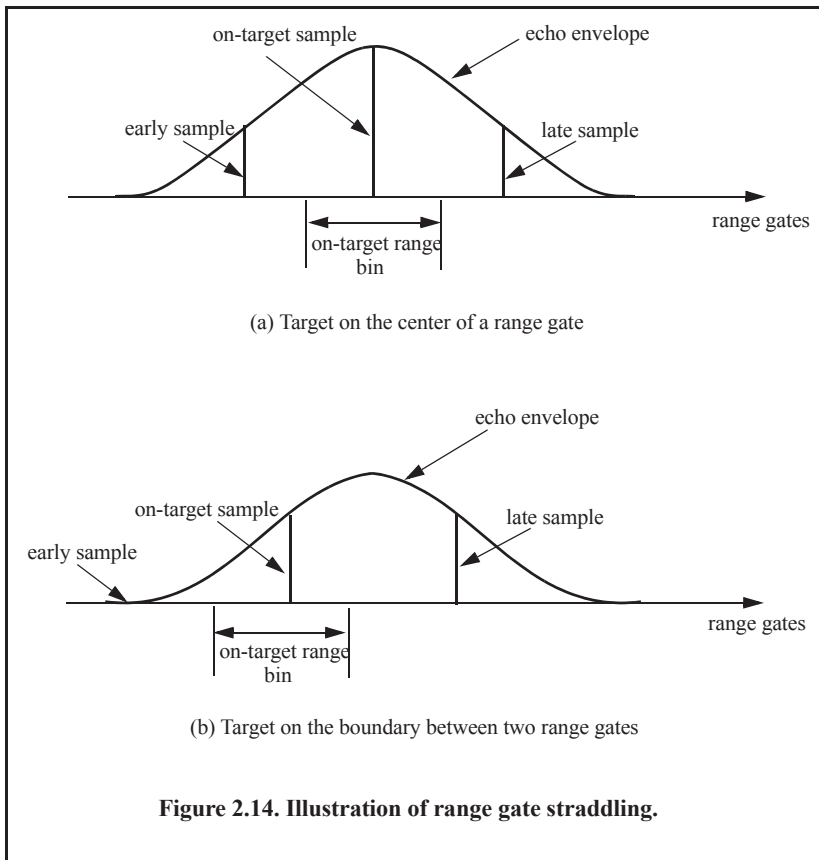 on-target sample
echo envelope
early sample
late sample
range gates
on-target range
bin
(a) Target on the center of a range gate
echo envelope
on-target sample
late sample
early sample
range gates
on-target range
bin
(b) Target on the boundary between two range gates
Figure 2.14. Illustration of range gate straddling.